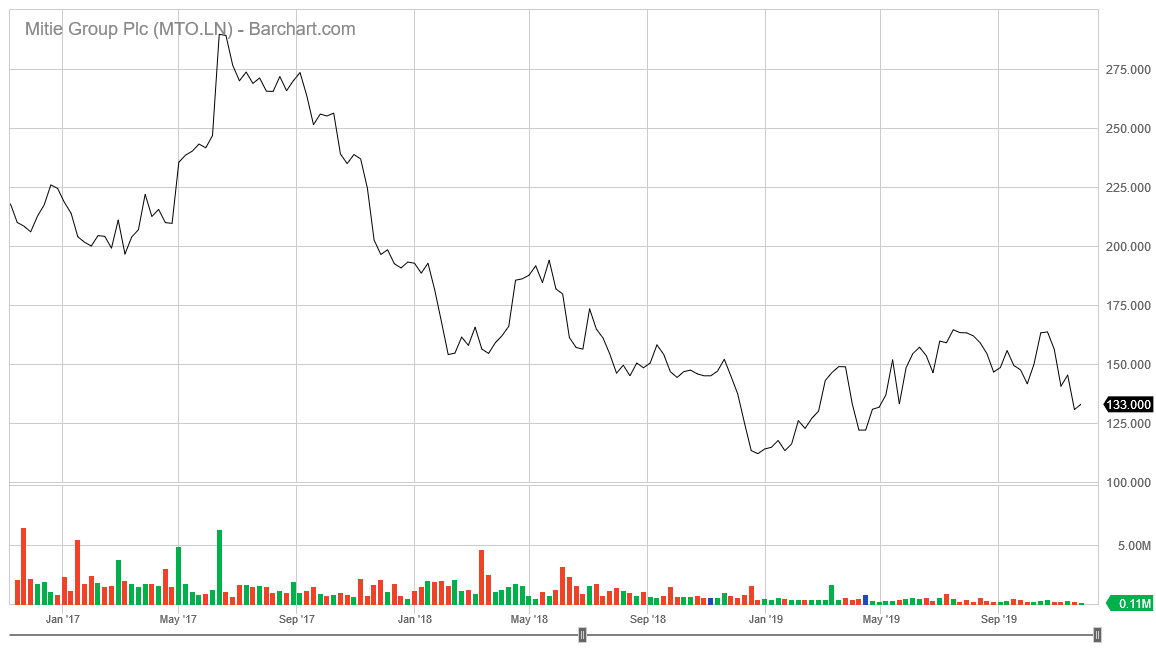 Mitie Group Plc (MTO.LN) - Barchart.com
275.000
250.000
225.000
200.000
175.000
150.000
133.000
125.000
100.000
5.00M
0.11M
Jan '17 May '17 Sep '17 Jan '18 May '18 Sep '18 Jan '19 May '19 Sep '19